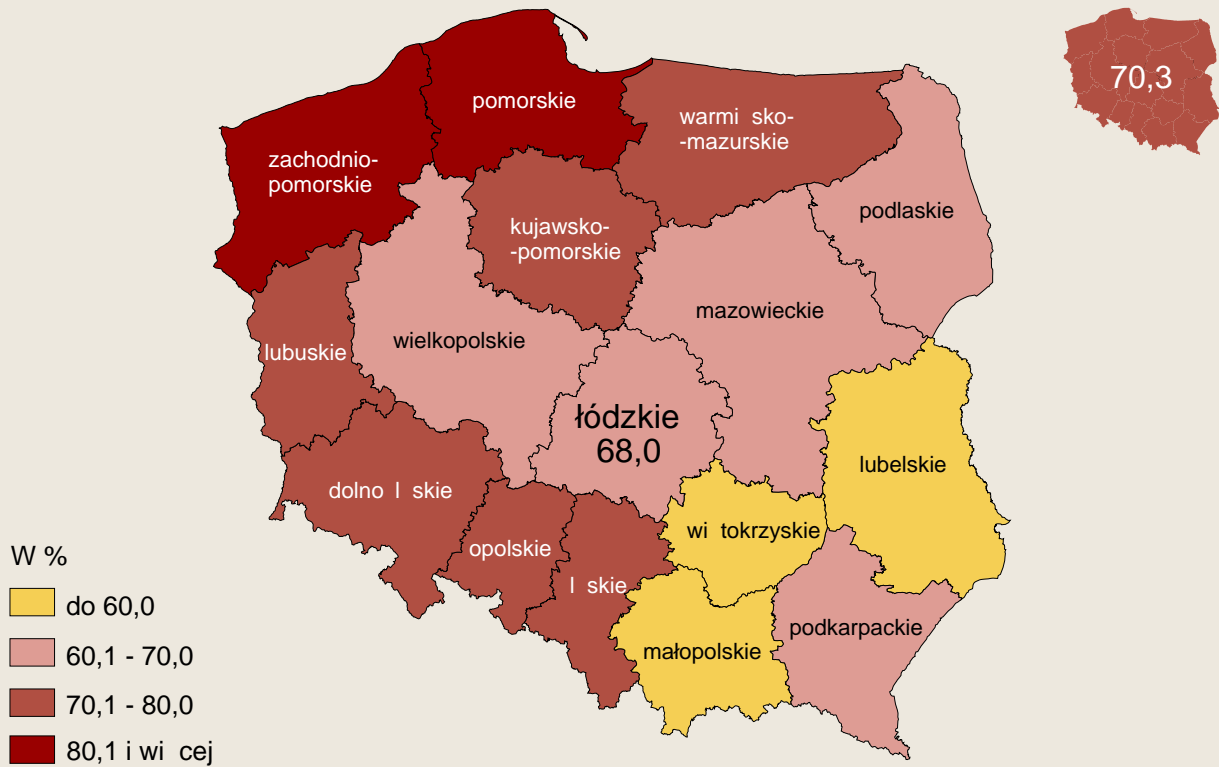 70,3
pomorskie
warmi sko-
-mazurskie
zachodnio-
pomorskie
podlaskie
kujawsko-
-pomorskie
mazowieckie
wielkopolskie
lubuskie
łódzkie
68,0
lubelskie
dolno l skie
wi tokrzyskie
opolskie
l skie
podkarpackie
małopolskie
W %
do 60,0
60,1 - 70,0
70,1 - 80,0
80,1 i wi cej